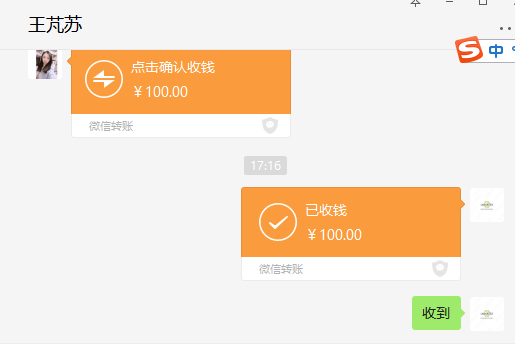 王芃苏
中
点击确认收钱
￥100.00
微信转账
17:16
已收钱
￥100.00
微信转账
收到